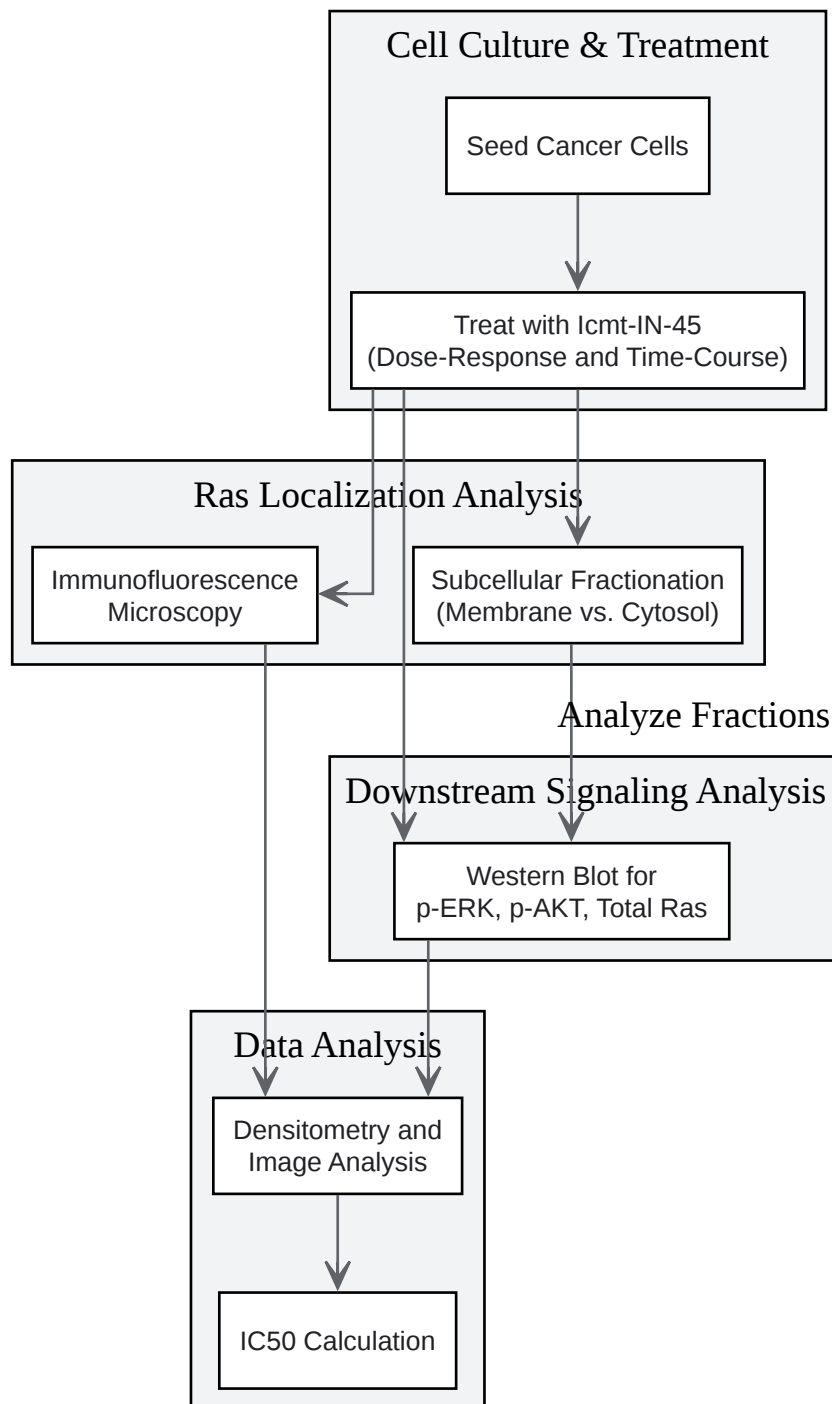 Cell Culture & Treatment
Seed Cancer Cells
Treat with Icmt-IN-45
(Dose-Response and Time-Course)
Ras Localization Analysis
Immunofluorescence
Microscopy
Subcellular Fractionation
(Membrane vs. Cytosol)
Analyze Fractions
Downstream Signaling Analysis
Western Blot for
p-ERK, p-AKT, Total Ras
Data Analysis
Densitometry and
Image Analysis
IC50 Calculation